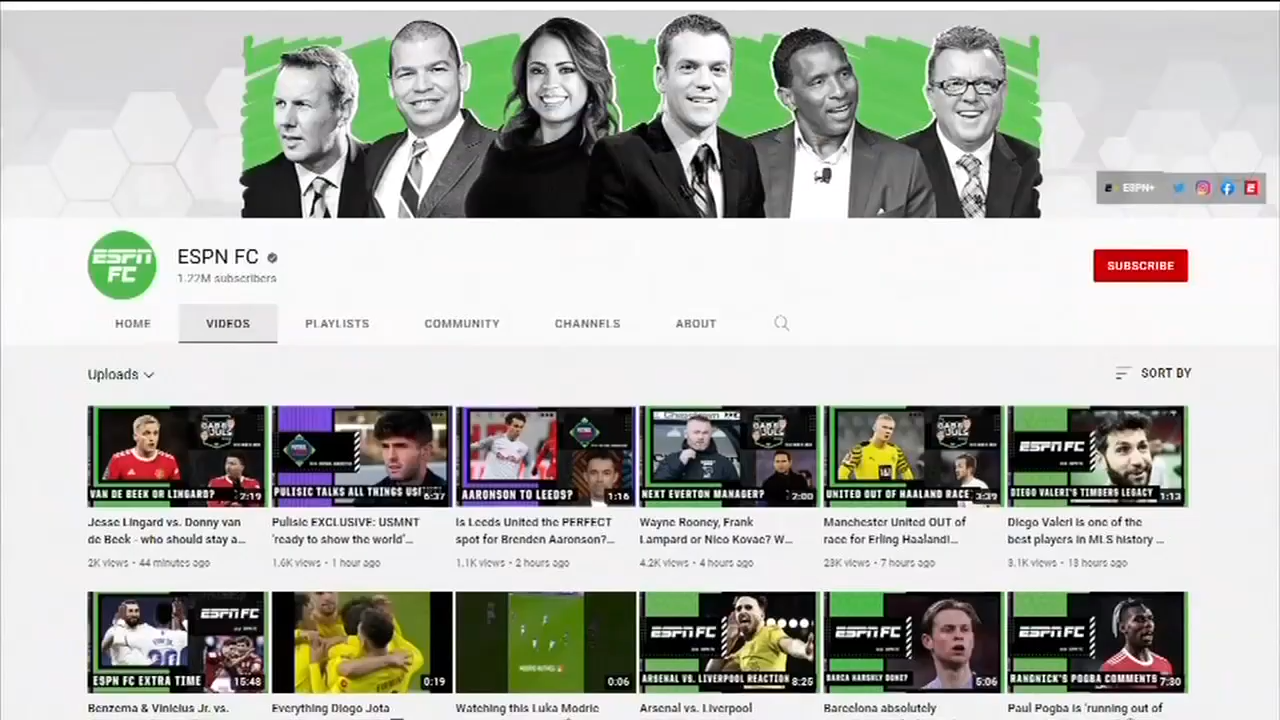 ESPN+
ESPN FC
ESPN FC
1.22M subscribers
SUBSCRIBE
HOME VIDEOS PLAYLISTS COMMUNITY CHANNELS ABOUT
Uploads
SORT BY
VAN DE BEEK OR LINGARD? 2:19
PULISIC TALKS ALL THINGS 6:37
AARONSON TO LEEDS? 1:16
NEXT EVERTON MANAGER? 2:00
UNITED OUT OF HAALAND RACE 3:39
ESPN FC
DIEGO VALERI'S TIMBERS LEGACY 1:13
Jesse Lingard vs. Donny van
de Beek - who should stay a...
2K views • 44 minutes ago
Pulisic EXCLUSIVE: USMNT
'ready to show the world'...
1.6K views • 1 hour ago
Is Leeds United the PERFECT
spot for Brenden Aaronson?...
1.1K views • 2 hours ago
Wayne Rooney, Frank
Lampard or Nico Kovac? W...
4.2K views • 4 hours ago
Manchester United OUT of
race for Erling Haaland!...
23K views • 7 hours ago
Diego Valeri is one of the
best players in MLS history ...
3.1K views • 13 hours ago
ESPN FC
ESPN FC EXTRA TIME 15:48
0:19
0:06
ESPN FC
ARSENAL VS. LIVERPOOL REACTION 8:25
ESPN FC
BARCA HARSHLY DONE? 5:06
ESPN FC
RANGNICK'S POGBA COMMENTS 7:30
Benzema & Vinicius Jr. vs.
Everything Diogo Jota
Watching this Luka Modric
Arsenal vs. Liverpool
Barcelona absolutely
Paul Pogba is 'running out of